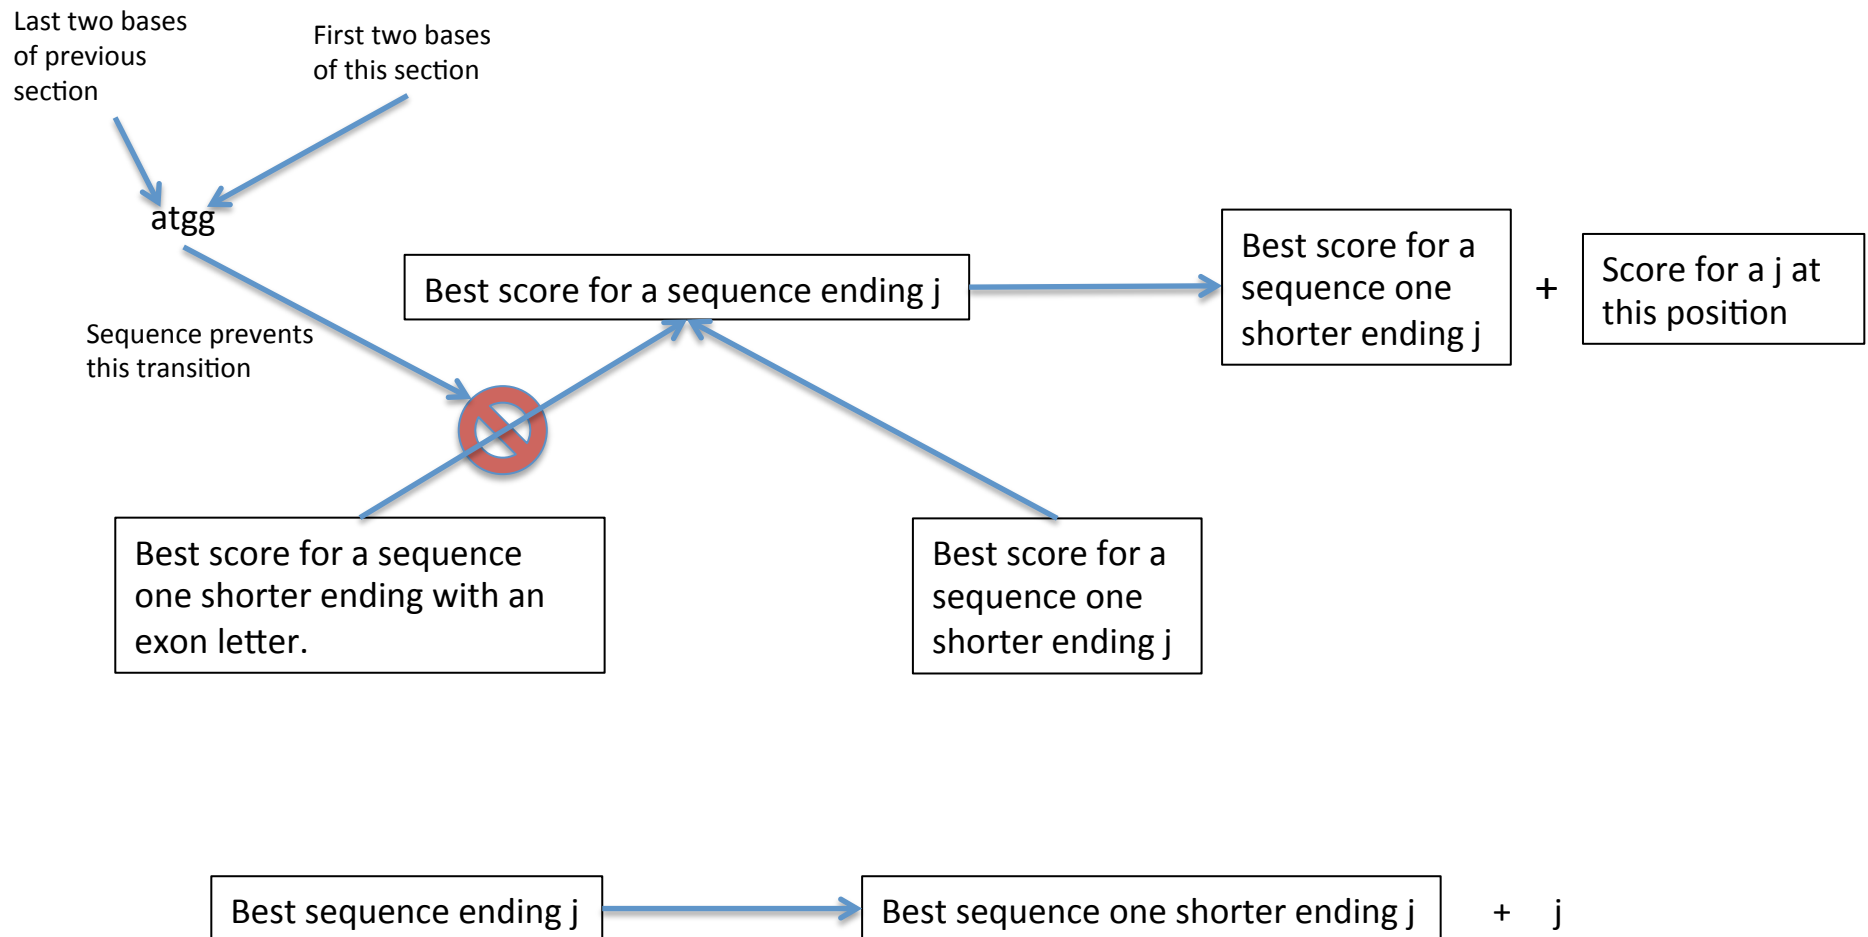 Last two bases
of previous
section
First two bases
of this section
atgg
Sequence prevents
this transition
Best score for a sequence ending j
Best score for a
sequence one
shorter ending j
+
Score for a j at
this position
Best score for a sequence
one shorter ending with an
exon letter.
Best score for a
sequence one
shorter ending j
Best sequence ending j
Best sequence one shorter ending j
+ j